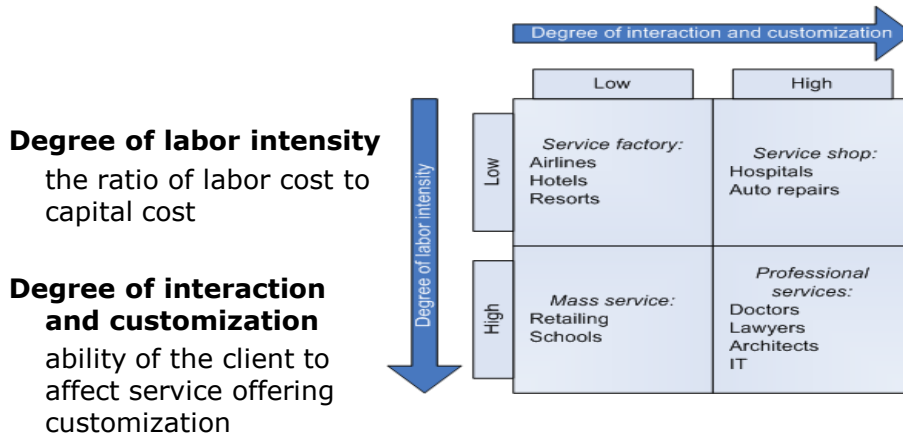 Degree of labor intensity
the ratio of labor cost to
capital cost
Degree of interaction
and customization
ability of the client to
affect service offering
customization
Degree of interaction and customization
Low
High
Degree of labor intensity
Low
Service factory:
Airlines
Hotels
Resorts
Service shop:
Hospitals
Auto repairs
High
Mass service:
Retailing
Schools
Professional
services:
Doctors
Lawyers
Architects
IT